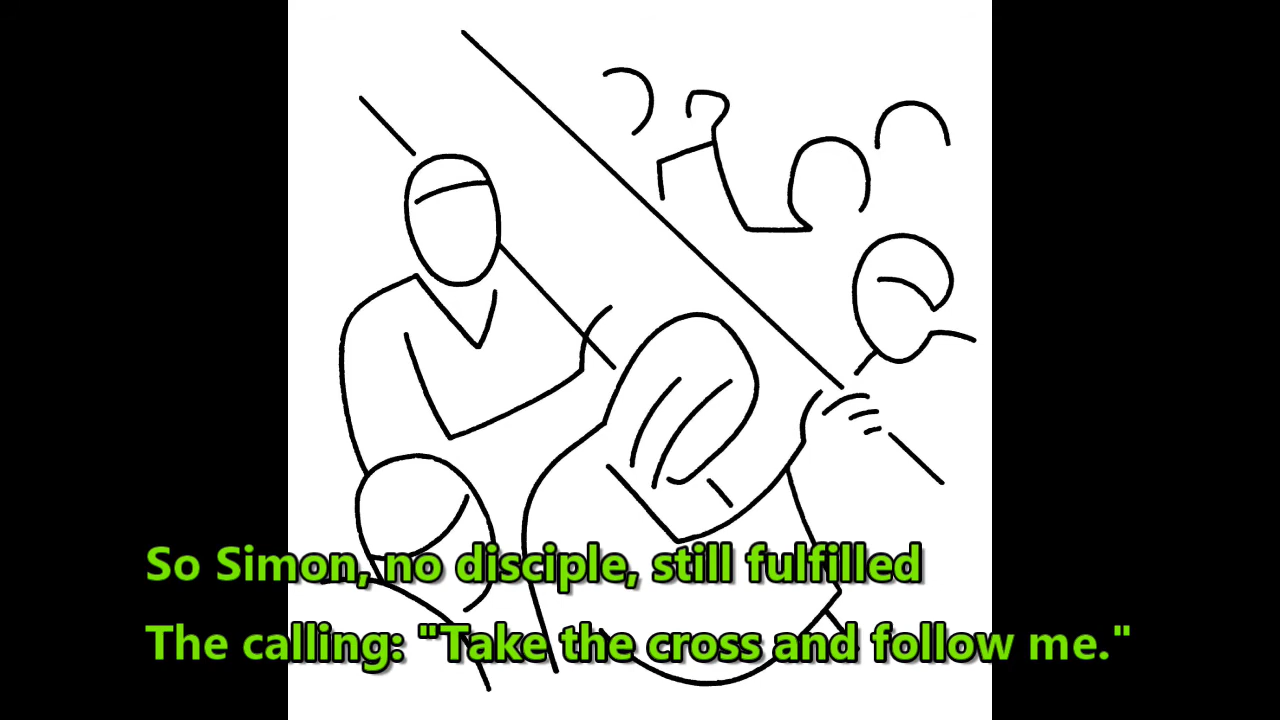 So Simon, no disciple, still fulfilled
The calling: "Take the cross and follow me."